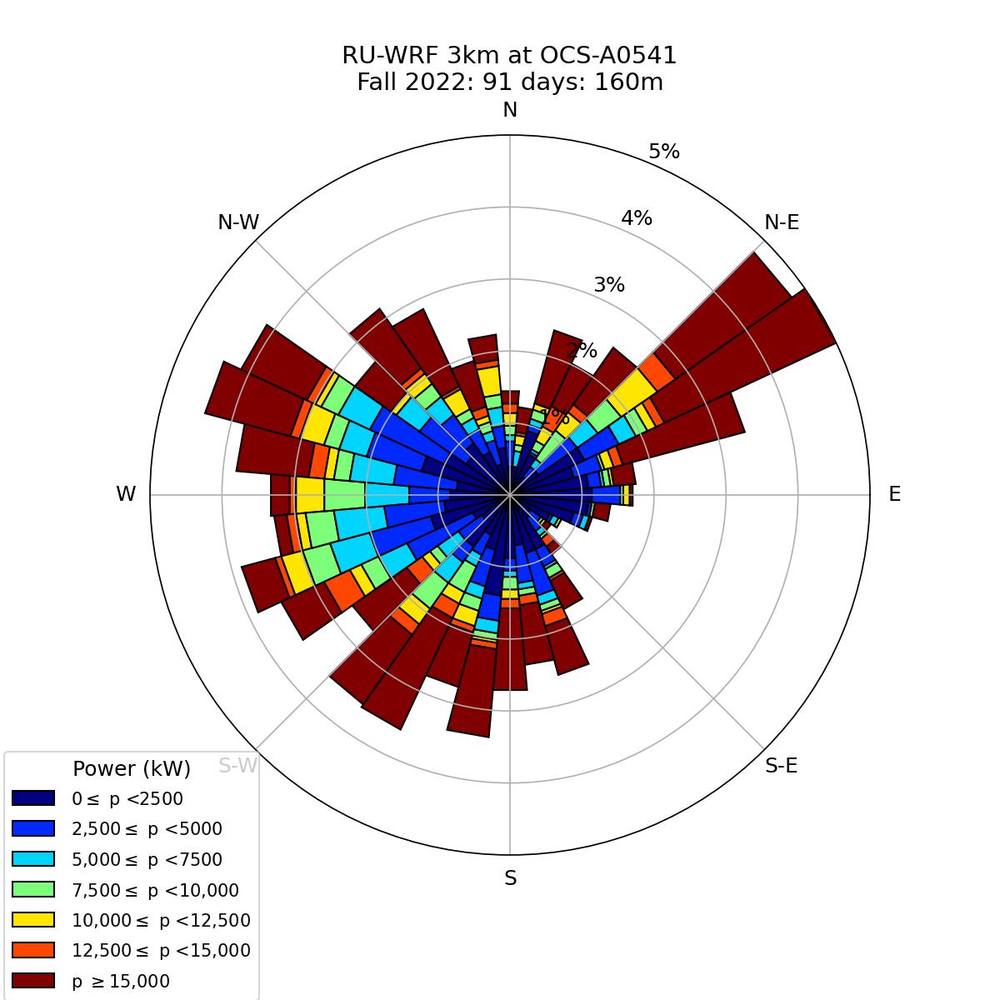 RU-WRF 3km at OCS-A0541
Fall 2022: 91 days: 160m
N
5%
N-W
4%
N-E
3%
2%
1%
W
E
S-W
S-E
S
Power (kW)
0≤ p <2500
2,500≤ p <5000
5,000≤ p <7500
7,500≤ p <10,000
10,000≤ p <12,500
12,500≤ p <15,000
p ≥15,000